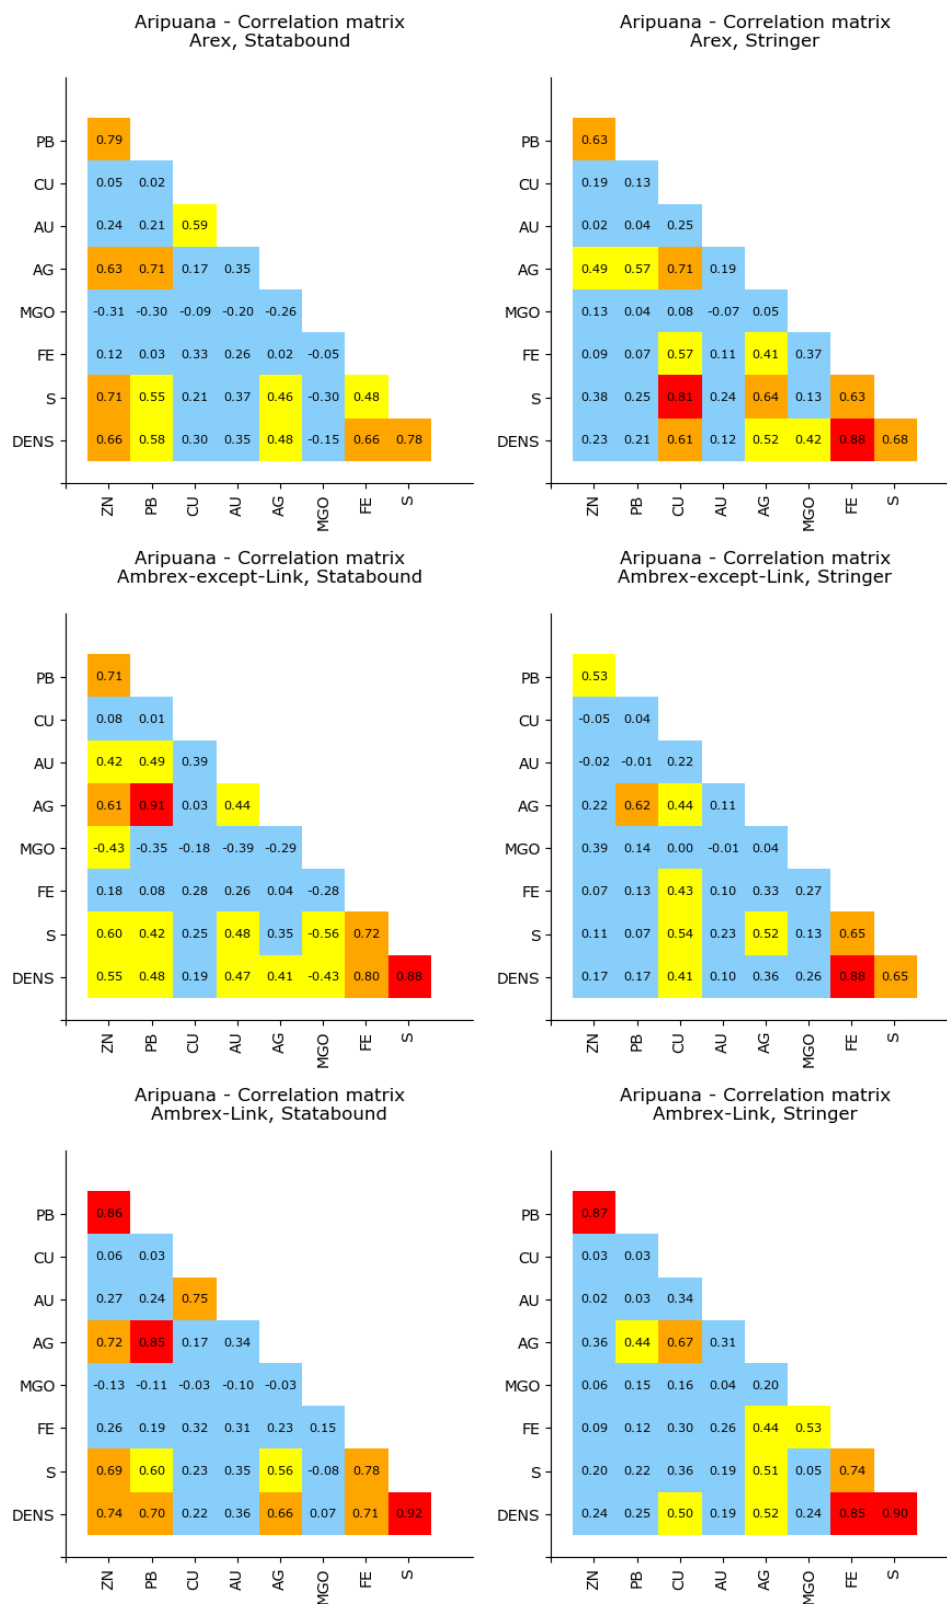 Aripuana - Correlation matrix
Arex, Statabound
PB 0.79
CU 0.05 0.02
AU 0.24 0.21 0.59
AG 0.63 0.71 0.17 0.35
MGO -0.31 -0.30 -0.09 -0.20 -0.26
FE 0.12 0.03 0.33 0.26 0.02 -0.05
S 0.71 0.55 0.21 0.37 0.46 -0.30 0.48
DENS 0.66 0.58 0.30 0.35 0.48 -0.15 0.66 0.78
ZN PB CU AU AG MGO FE S
Aripuana - Correlation matrix
Arex, Stringer
PB 0.63
CU 0.19 0.13
AU 0.02 0.04 0.25
AG 0.49 0.57 0.71 0.19
MGO 0.13 0.04 0.08 -0.07 0.05
FE 0.09 0.07 0.57 0.11 0.41 0.37
S 0.38 0.25 0.81 0.24 0.64 0.13 0.63
DENS 0.23 0.21 0.61 0.12 0.52 0.42 0.88 0.68
ZN PB CU AU AG MGO FE S
Aripuana - Correlation matrix
Ambrex-except-Link, Statabound
PB 0.71
CU 0.08 0.01
AU 0.42 0.49 0.39
AG 0.61 0.91 0.03 0.44
MGO -0.43 -0.35 -0.18 -0.39 -0.29
FE 0.18 0.08 0.28 0.26 0.04 -0.28
S 0.60 0.42 0.25 0.48 0.35 -0.56 0.72
DENS 0.55 0.48 0.19 0.47 0.41 -0.43 0.80 0.88
ZN PB CU AU AG MGO FE S
Aripuana - Correlation matrix
Ambrex-except-Link, Stringer
PB 0.53
CU -0.05 0.04
AU -0.02 -0.01 0.22
AG 0.22 0.62 0.44 0.11
MGO 0.39 0.14 0.00 -0.01 0.04
FE 0.07 0.13 0.43 0.10 0.33 0.27
S 0.11 0.07 0.54 0.23 0.52 0.13 0.65
DENS 0.17 0.17 0.41 0.10 0.36 0.26 0.88 0.65
ZN PB CU AU AG MGO FE S
Aripuana - Correlation matrix
Ambrex-Link, Statabound
PB 0.86
CU 0.06 0.03
AU 0.27 0.24 0.75
AG 0.72 0.85 0.17 0.34
MGO -0.13 -0.11 -0.03 -0.10 -0.03
FE 0.26 0.19 0.32 0.31 0.23 0.15
S 0.69 0.60 0.23 0.35 0.56 -0.08 0.78
DENS 0.74 0.70 0.22 0.36 0.66 0.07 0.71 0.92
ZN PB CU AU AG MGO FE S
Aripuana - Correlation matrix
Ambrex-Link, Stringer
PB 0.87
CU 0.03 0.03
AU 0.02 0.03 0.34
AG 0.36 0.44 0.67 0.31
MGO 0.06 0.15 0.16 0.04 0.20
FE 0.09 0.12 0.30 0.26 0.44 0.53
S 0.20 0.22 0.36 0.19 0.51 0.05 0.74
DENS 0.24 0.25 0.50 0.19 0.52 0.24 0.85 0.90
ZN PB CU AU AG MGO FE S